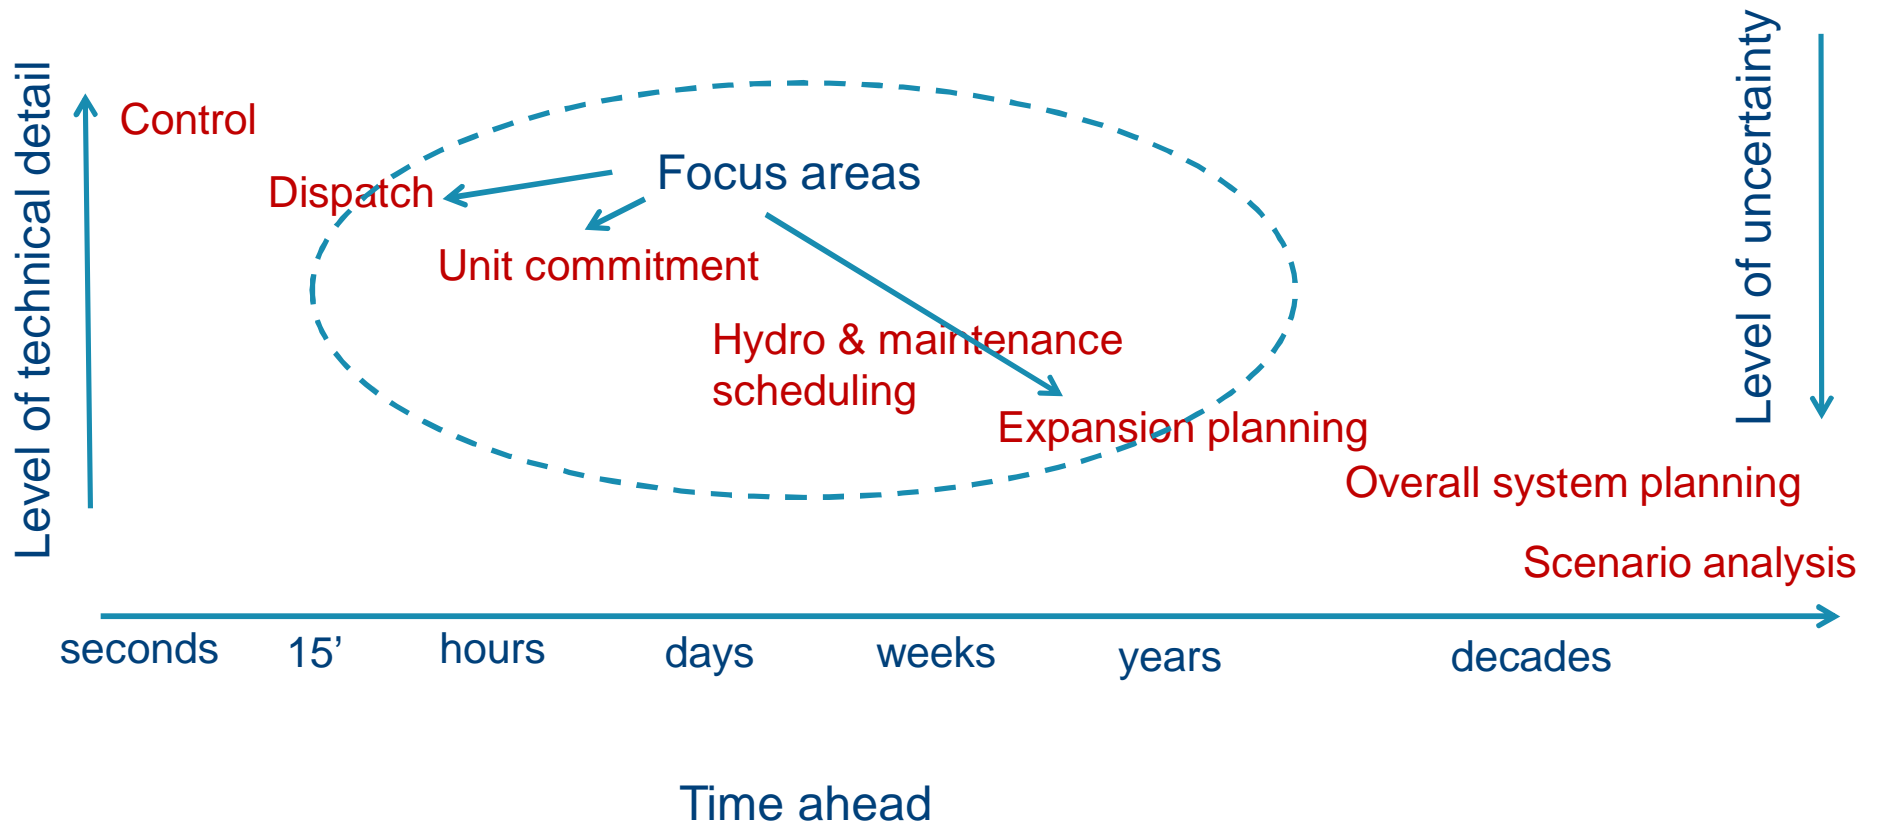 Level of technical detail
Level of uncertainty
Control
Focus areas
Dispatch
Unit commitment
Hydro & maintenance
scheduling
Expansion planning
Overall system planning
Scenario analysis
seconds 15’ hours days weeks years decades
Time ahead